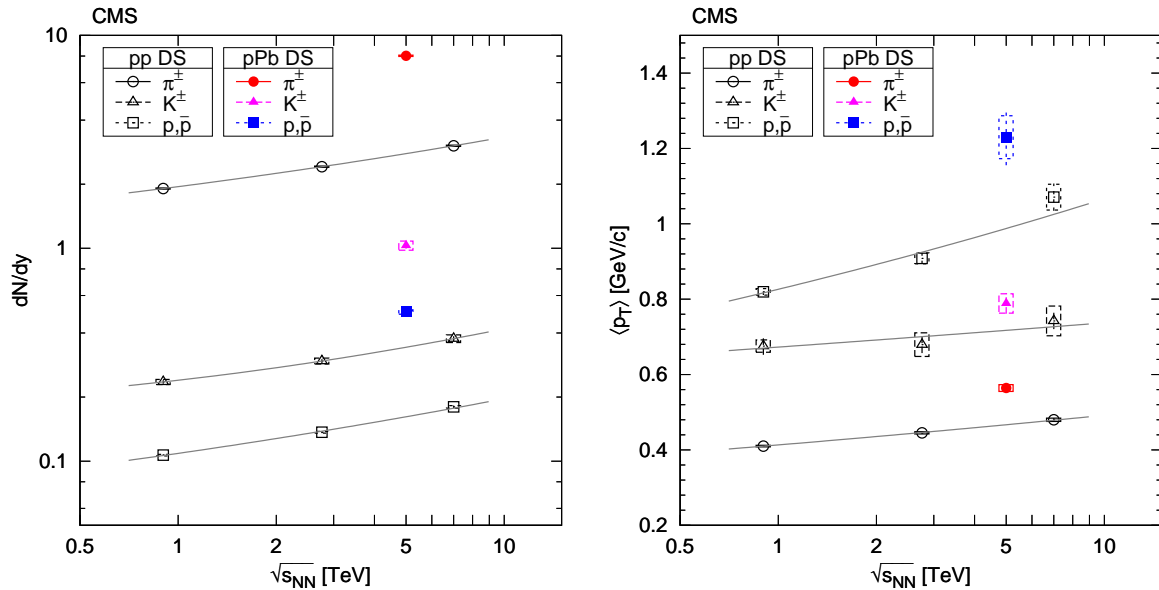 CMS
10
1
0.1
dN/dy
pp DS
π±
K±
p,p̄
pPb DS
π±
K±
p,p̄
0.5 1 2 5 10
√sNN [TeV]
CMS
1.4
1.2
1
0.8
0.6
0.4
0.2
⟨pT⟩ [GeV/c]
pp DS
π±
K±
p,p̄
pPb DS
π±
K±
p,p̄
0.5 1 2 5 10
√sNN [TeV]